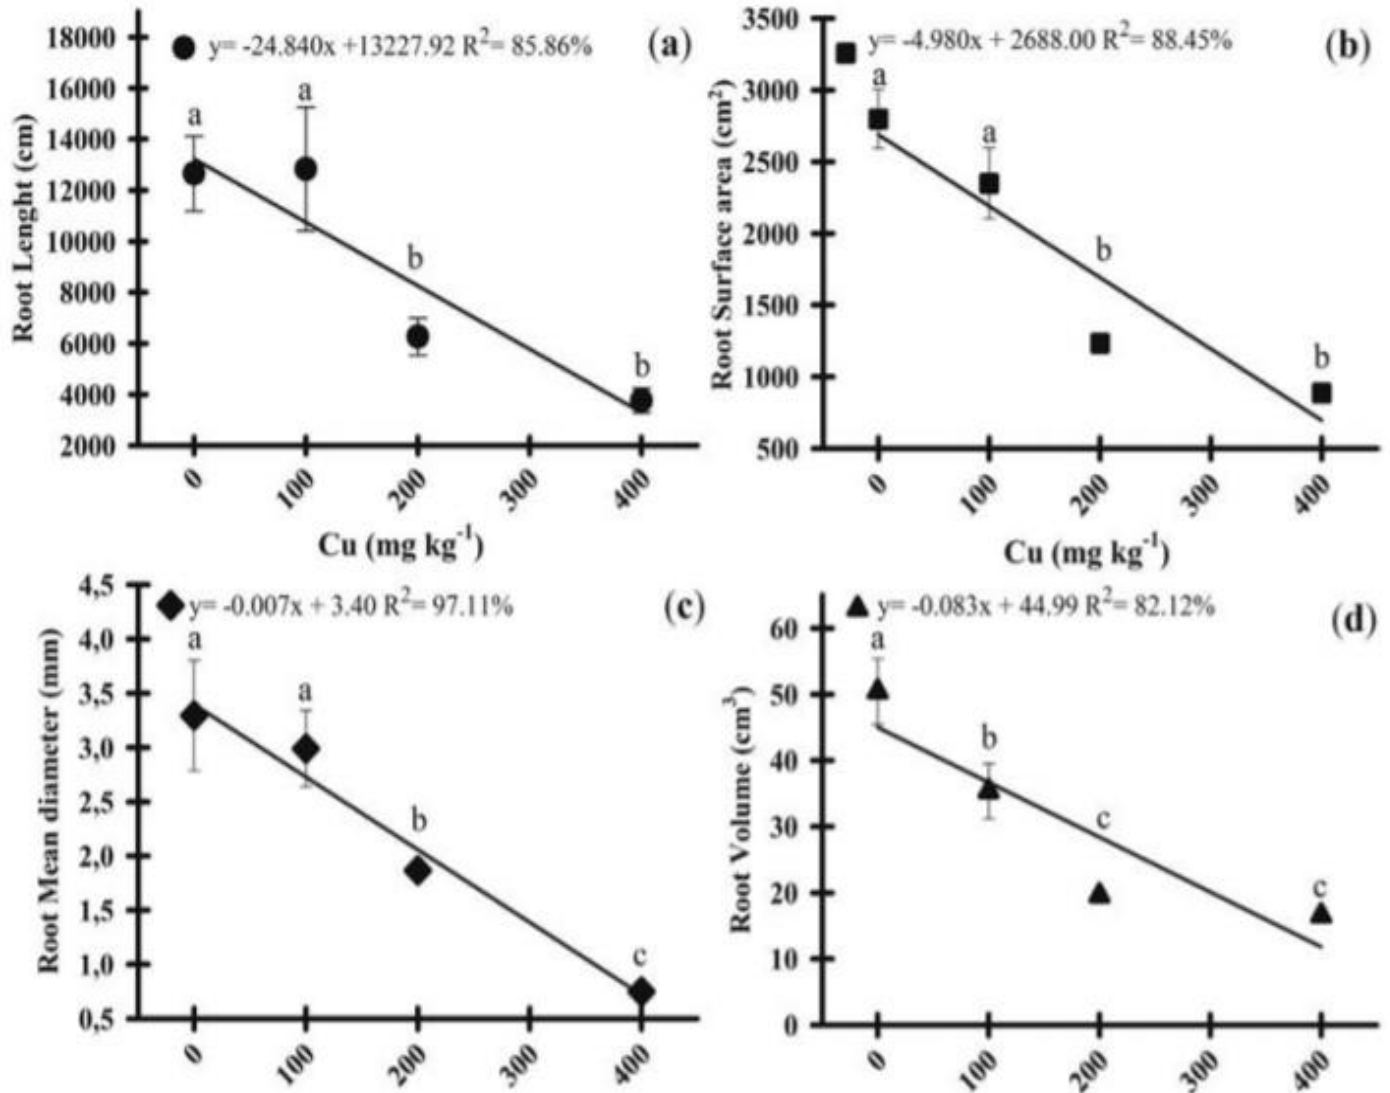 y= -24.840x +13227.92 R²= 85.86%
(a)
Root Lenght (cm)
18000
16000
14000
12000
10000
8000
6000
4000
2000
a
a
b
b
0
100
200
300
400
Cu (mg kg⁻¹)
y= -4.980x + 2688.00 R²= 88.45%
(b)
Root Surface area (cm²)
3500
3000
2500
2000
1500
1000
500
a
a
b
b
0
100
200
300
400
Cu (mg kg⁻¹)
y= -0.007x + 3.40 R²= 97.11%
(c)
Root Mean diameter (mm)
4,5
4,0
3,5
3,0
2,5
2,0
1,5
1,0
0,5
a
a
b
c
0
100
200
300
400
y= -0.083x + 44.99 R²= 82.12%
(d)
Root Volume (cm³)
60
50
40
30
20
10
0
a
b
c
c
0
100
200
300
400